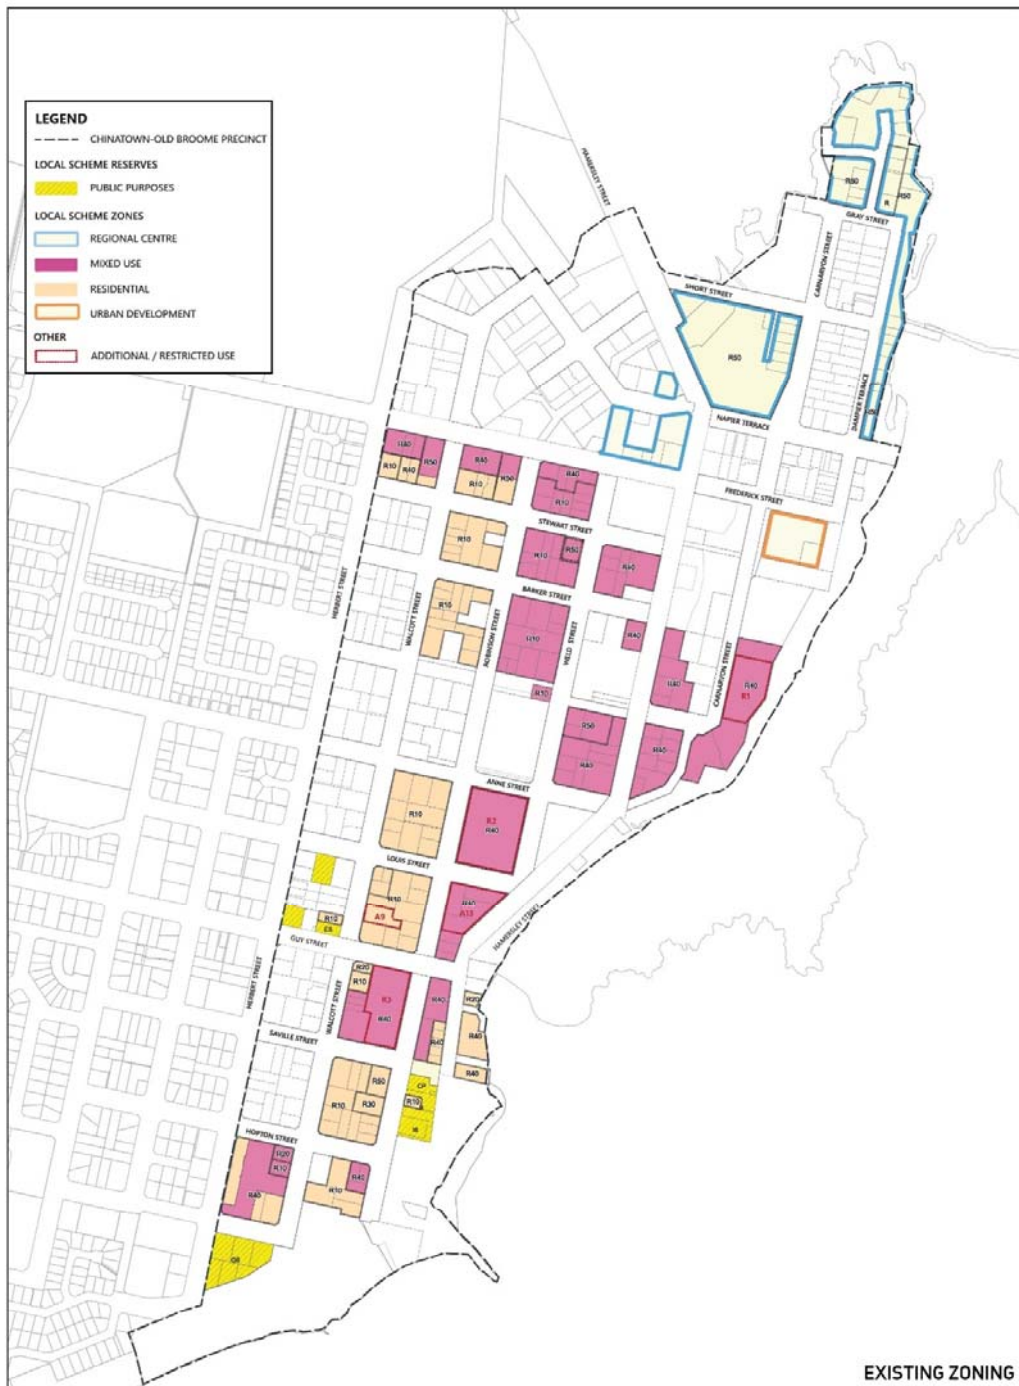 LEGEND
CHINATOWN-OLD BROOME PRECINCT
LOCAL SCHEME RESERVES
PUBLIC PURPOSES
LOCAL SCHEME ZONES
REGIONAL CENTRE
MIXED USE
RESIDENTIAL
URBAN DEVELOPMENT
OTHER
ADDITIONAL / RESTRICTED USE
HAMERSLEY STREET
R50
R50
R
GRAY STREET
CARNARVON STREET
SHORT STREET
R50
DAMPIER TERRACE
NAPIER TERRACE
R40
R50
R10
R40
R40
R50
R10
R40
R10
FREDERICK STREET
STEWART STREET
R10
R10
R50
R40
BARKER STREET
HERBERT STREET
WALCOTT STREET
R10
ROBINSON STREET
R10
WELD STREET
R40
R10
R40
CARNARVON STREET
R40
R1
R50
R40
R40
ANNE STREET
R10
R2
R40
LOUIS STREET
R10
A9
R40
A13
R10
GUY STREET
HAMERSLEY STREET
HERBERT STREET
WALCOTT STREET
R20
R10
R3
R40
R40
R20
R40
R40
R40
SAVILLE STREET
R10
R50
R30
CP
R10
HOPTON STREET
R20
R10
R40
R10
R40
EXISTING ZONING